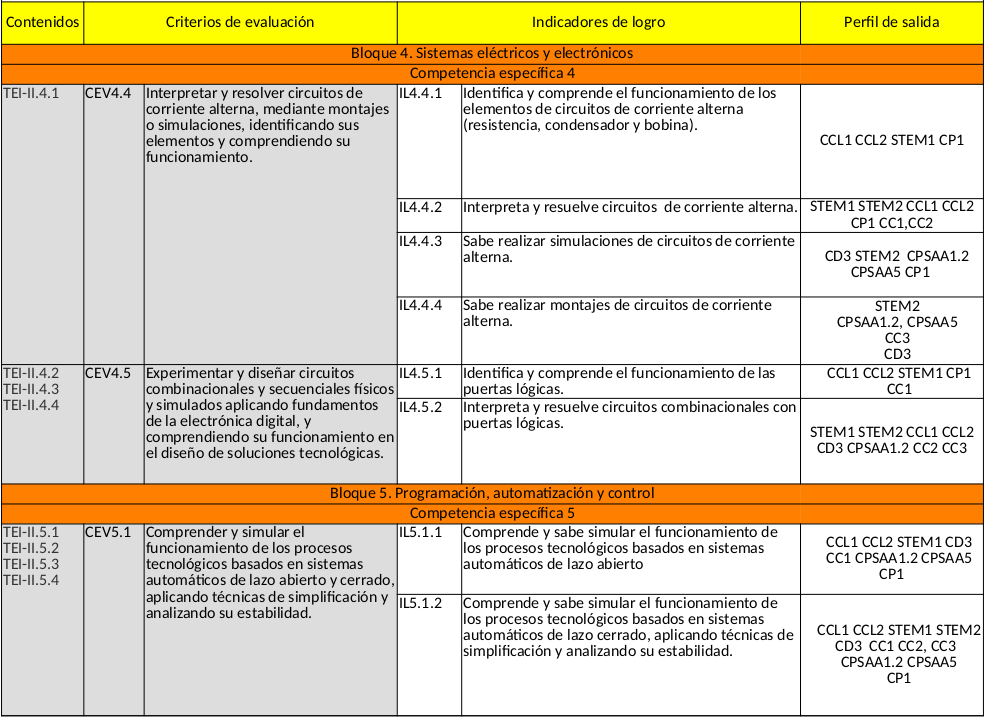 Contenidos
Criterios de evaluación
Indicadores de logro
Perfil de salida
Bloque 4. Sistemas eléctricos y electrónicos
Competencia específica 4
TEI-II.4.1
CEV4.4
Interpretar y resolver circuitos de
corriente alterna, mediante montajes
o simulaciones, identificando sus
elementos y comprendiendo su
funcionamiento.
IL4.4.1
Identifica y comprende el funcionamiento de los
elementos de circuitos de corriente alterna
(resistencia, condensador y bobina).
CCL1 CCL2 STEM1 CP1
IL4.4.2
Interpreta y resuelve circuitos de corriente alterna.
STEM1 STEM2 CCL1 CCL2
CP1 CC1,CC2
IL4.4.3
Sabe realizar simulaciones de circuitos de corriente
alterna.
CD3 STEM2 CPSAA1.2
CPSAA5 CP1
IL4.4.4
Sabe realizar montajes de circuitos de corriente
alterna.
STEM2
CPSAA1.2, CPSAA5
CC3
CD3
TEI-II.4.2
TEI-II.4.3
TEI-II.4.4
CEV4.5
Experimentar y diseñar circuitos
combinacionales y secuenciales físicos
y simulados aplicando fundamentos
de la electrónica digital, y
comprendiendo su funcionamiento en
el diseño de soluciones tecnológicas.
IL4.5.1
Identifica y comprende el funcionamiento de las
puertas lógicas.
CCL1 CCL2 STEM1 CP1
CC1
IL4.5.2
Interpreta y resuelve circuitos combinacionales con
puertas lógicas.
STEM1 STEM2 CCL1 CCL2
CD3 CPSAA1.2 CC2 CC3
Bloque 5. Programación, automatización y control
Competencia específica 5
TEI-II.5.1
TEI-II.5.2
TEI-II.5.3
TEI-II.5.4
CEV5.1
Comprender y simular el
funcionamiento de los procesos
tecnológicos basados en sistemas
automáticos de lazo abierto y cerrado,
aplicando técnicas de simplificación y
analizando su estabilidad.
IL5.1.1
Comprende y sabe simular el funcionamiento de
los procesos tecnológicos basados en sistemas
automáticos de lazo abierto
CCL1 CCL2 STEM1 CD3
CC1 CPSAA1.2 CPSAA5
CP1
IL5.1.2
Comprende y sabe simular el funcionamiento de
los procesos tecnológicos basados en sistemas
automáticos de lazo cerrado, aplicando técnicas de
simplificación y analizando su estabilidad.
CCL1 CCL2 STEM1 STEM2
CD3 CC1 CC2, CC3
CPSAA1.2 CPSAA5
CP1